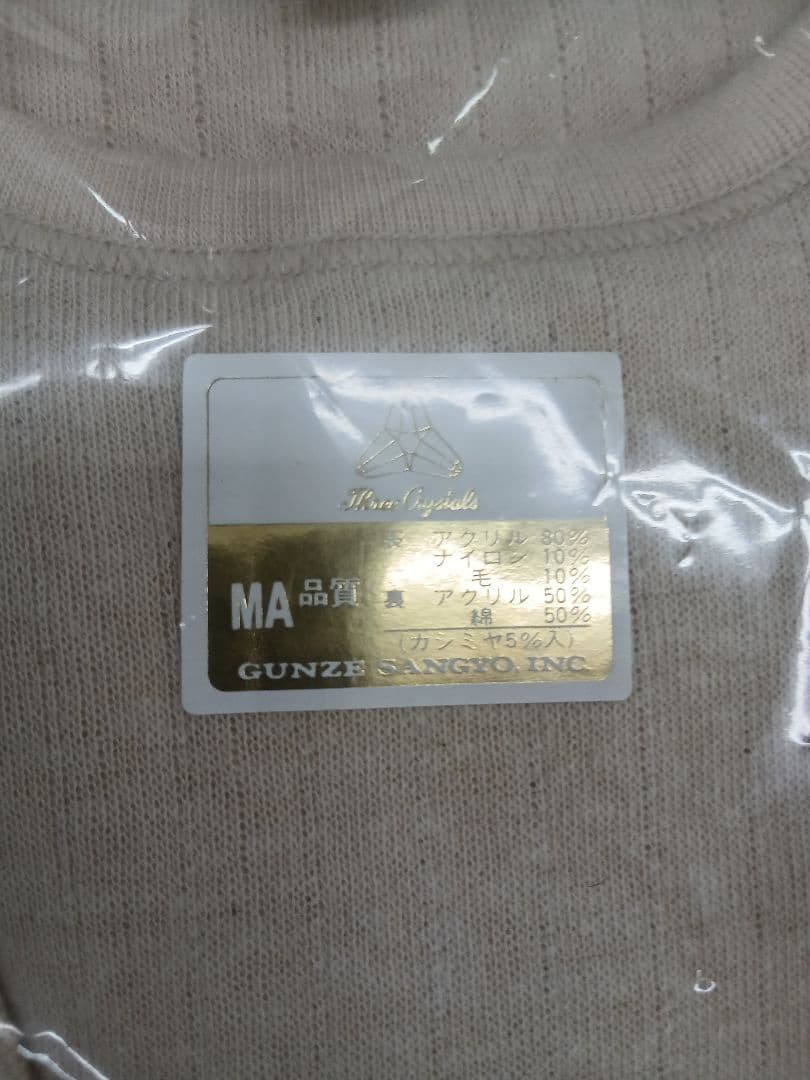 Three Crystals
表 アクリル 80%
ナイロン 10%
毛 10%
MA 品質
裏 アクリル 50%
綿 50%
(カシミヤ5%入)
GUNZE SANGYO, INC.